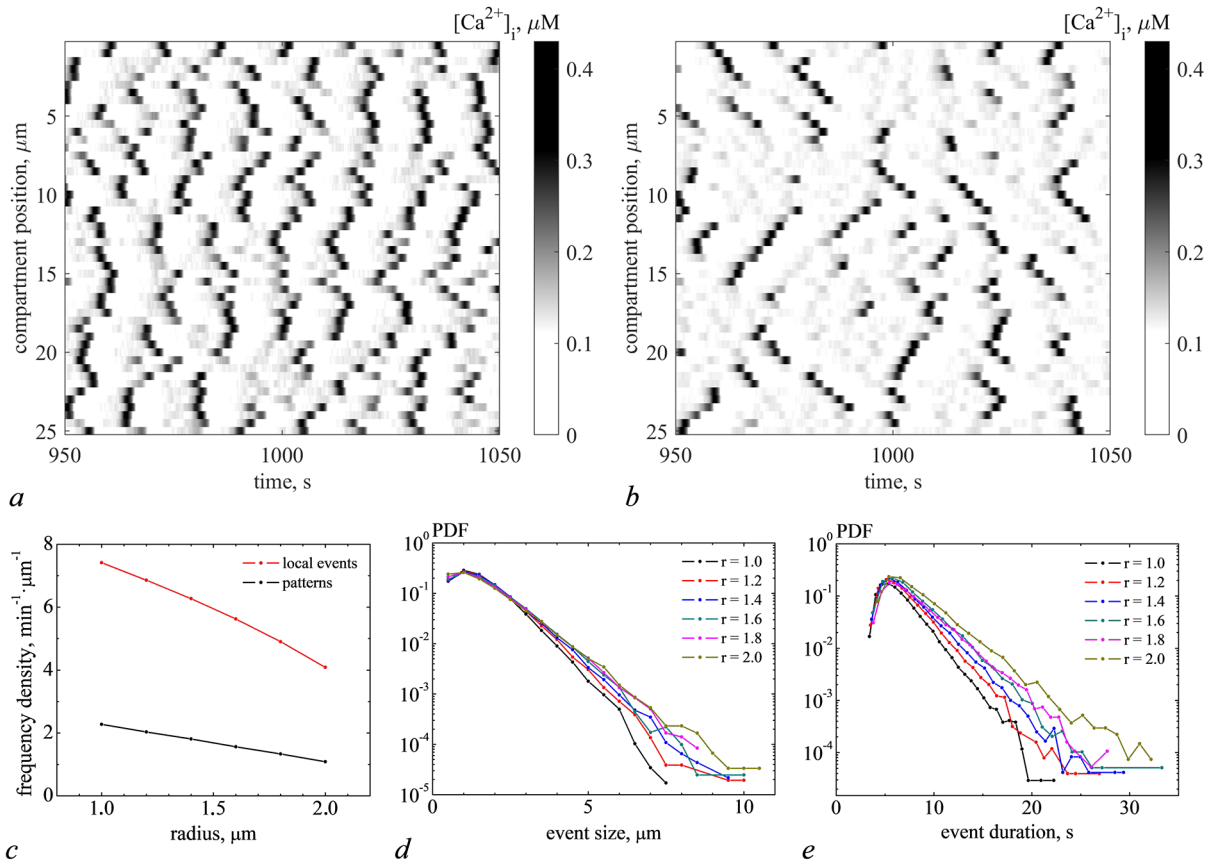 [Ca2+]i, μM
0.4
0.3
0.2
0.1
0
compartment position, μm
5
10
15
20
25
950
1000
1050
time, s
a
[Ca2+]i, μM
0.4
0.3
0.2
0.1
0
compartment position, μm
5
10
15
20
25
950
1000
1050
time, s
b
frequency density, min-1·μm-1
8
6
4
2
0
local events
patterns
1.0
1.5
2.0
radius, μm
c
PDF
10^0
10^-1
10^-2
10^-3
10^-4
10^-5
r = 1.0
r = 1.2
r = 1.4
r = 1.6
r = 1.8
r = 2.0
0
5
10
event size, μm
d
PDF
10^0
10^-1
10^-2
10^-3
10^-4
r = 1.0
r = 1.2
r = 1.4
r = 1.6
r = 1.8
r = 2.0
0
10
20
30
event duration, s
e